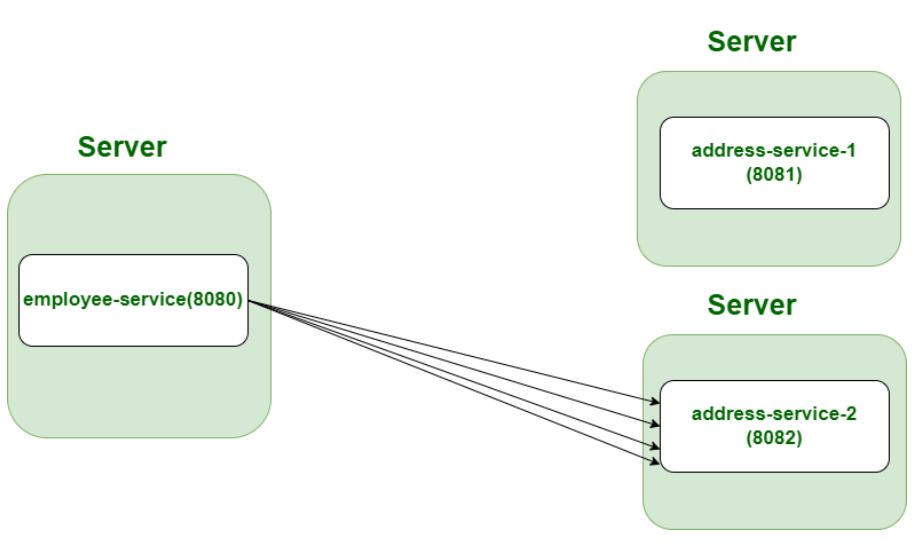 Server
address-service-1
(8081)
Server
employee-service(8080)
Server
address-service-2
(8082)